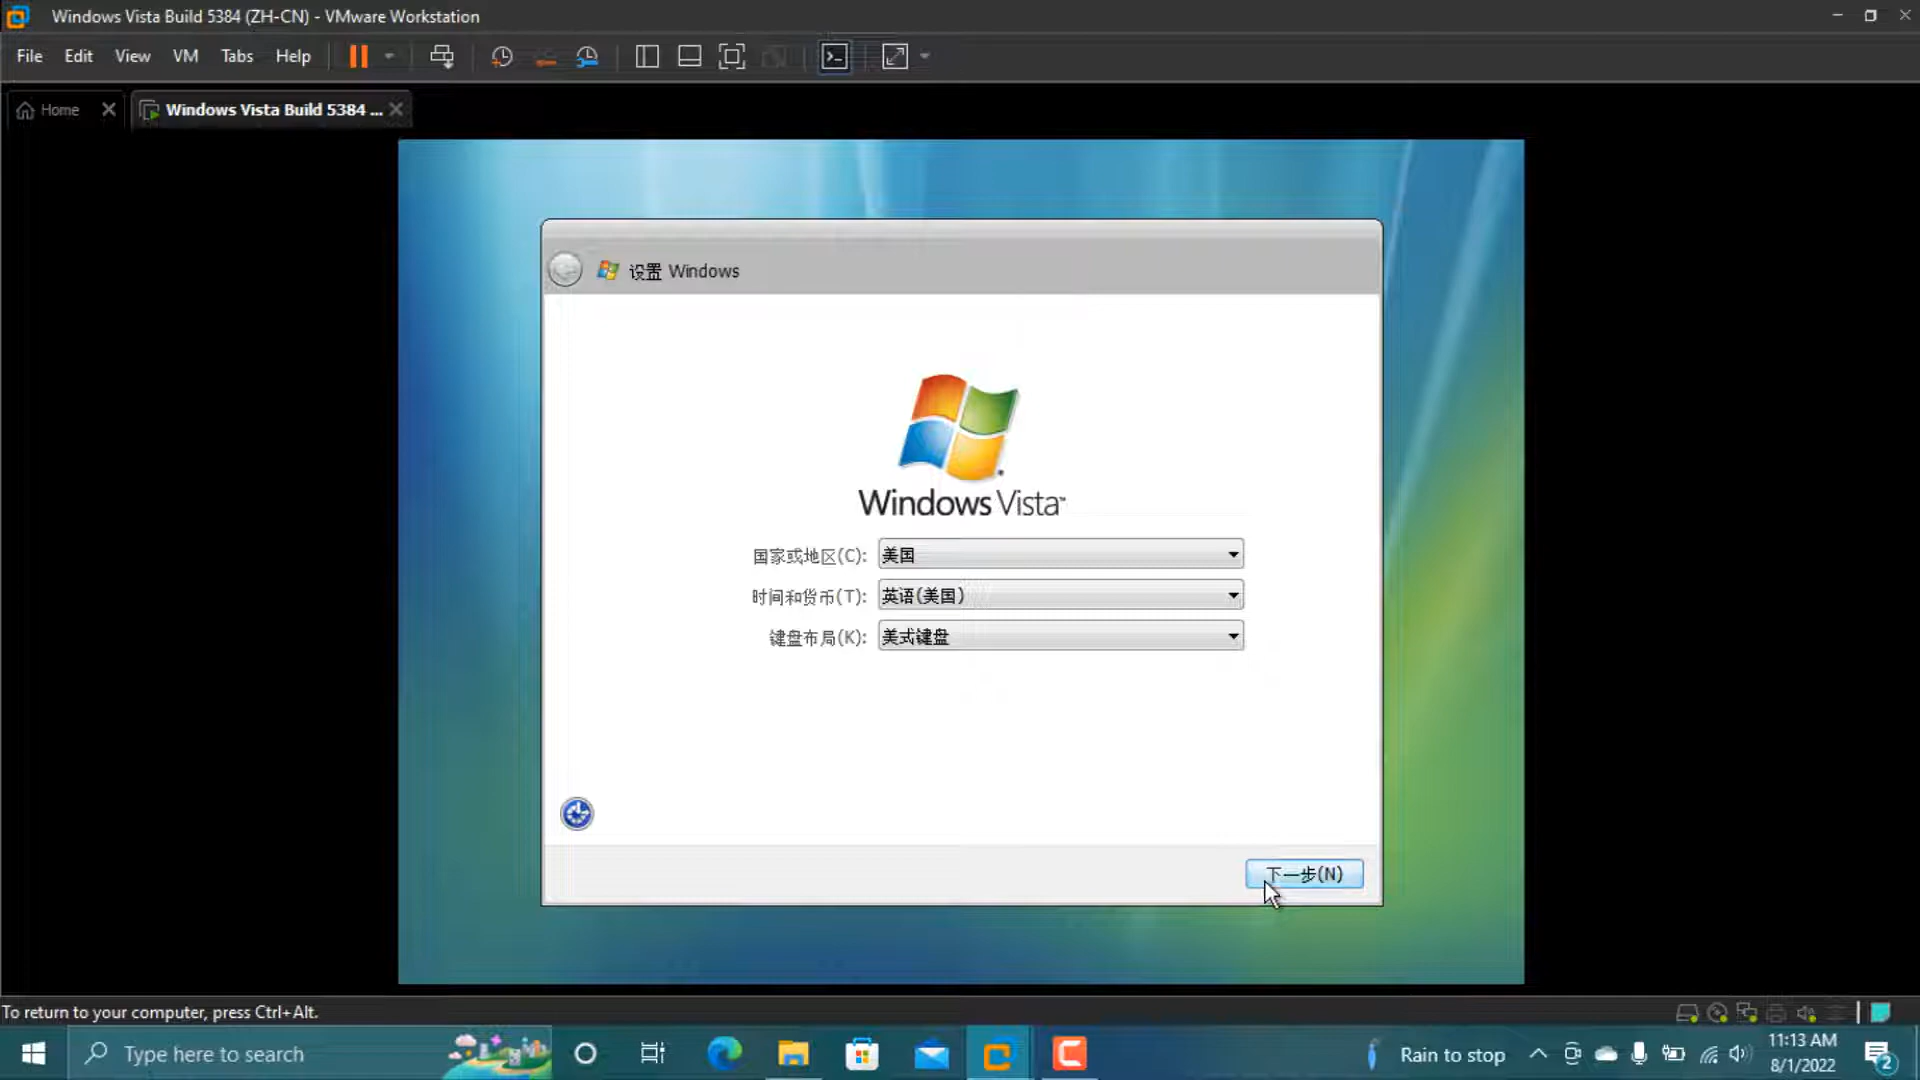 Windows Vista Build 5384 (ZH-CN) - VMware Workstation
File Edit View VM Tabs Help
Home Windows Vista Build 5384 ...
设置 Windows
Windows Vista™
国家或地区(C): 美国
时间和货币(T): 英语(美国)
键盘布局(K): 美式键盘
下一步(N)
To return to your computer, press Ctrl+Alt.
Type here to search
Rain to stop
11:13 AM
8/1/2022
2